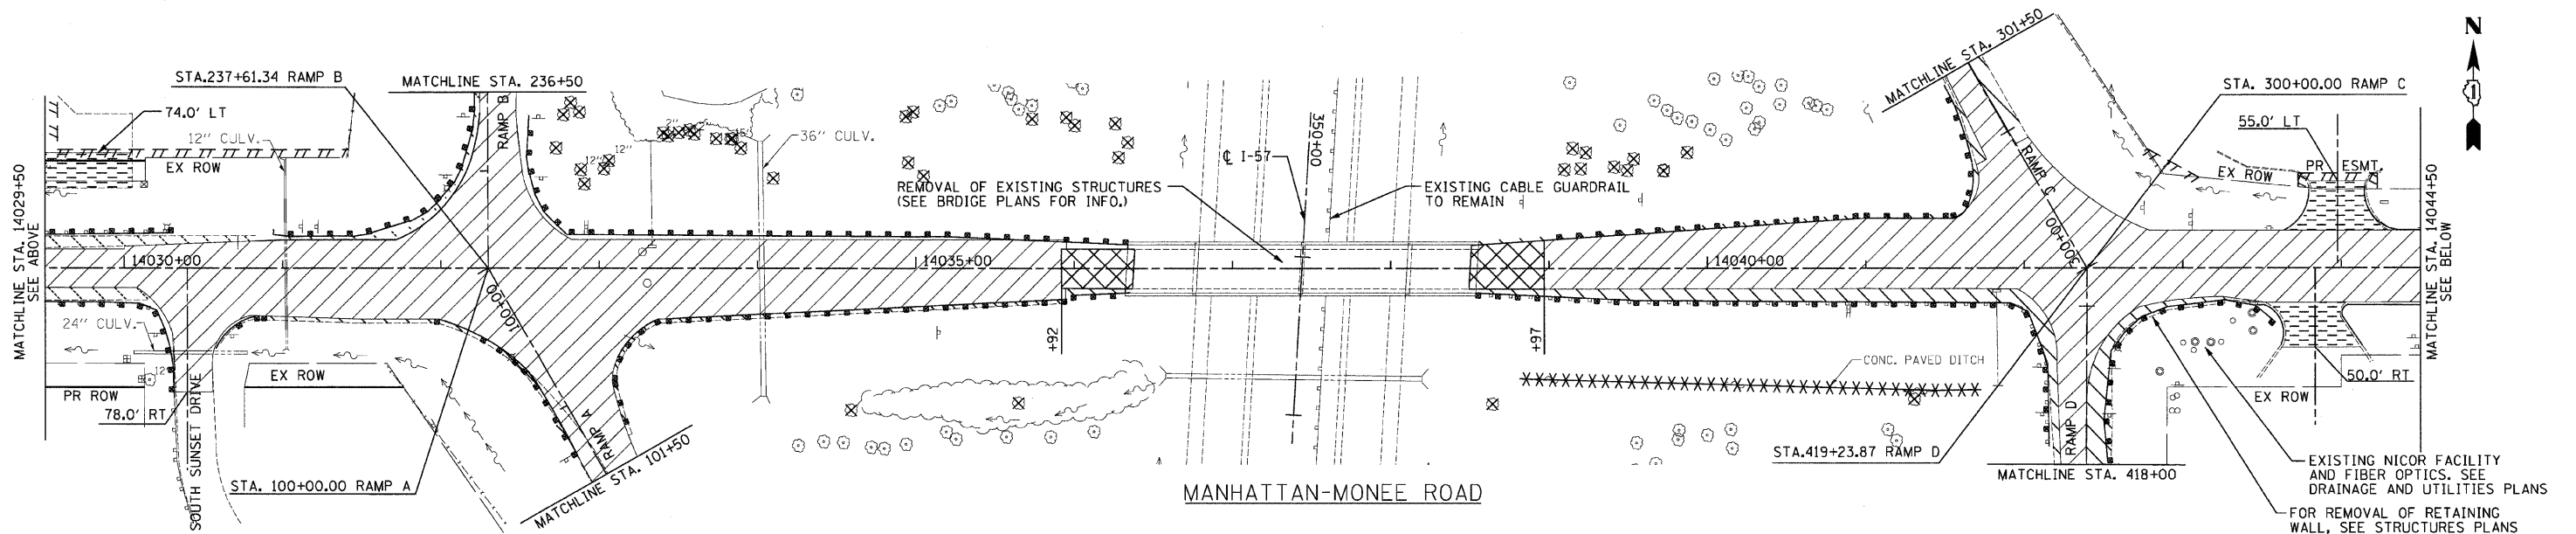 N
STA.237+61.34 RAMP B
MATCHLINE STA. 236+50
MATCHLINE STA. 301+50
STA. 300+00.00 RAMP C
74.0' LT
12" CULV.
EX ROW
RAMP B
2"
12"
12"
36" CULV.
350+00
℄ I-57
REMOVAL OF EXISTING STRUCTURES
(SEE BRDIGE PLANS FOR INFO.)
EXISTING CABLE GUARDRAIL
TO REMAIN
RAMP C
300+00
55.0' LT
PR ESMT.
EX ROW
MATCHLINE STA. 14029+50
SEE ABOVE
14030+00
14035+00
14040+00
MATCHLINE STA. 14044+50
SEE BELOW
100+00
24" CULV.
12"
EX ROW
PR ROW
78.0' RT
SOUTH SUNSET DRIVE
STA. 100+00.00 RAMP A
RAMP A
MATCHLINE STA. 101+50
+92
+97
CONC. PAVED DITCH
STA.419+23.87 RAMP D
RAMP D
MATCHLINE STA. 418+00
50.0' RT
EX ROW
EXISTING NICOR FACILITY
AND FIBER OPTICS. SEE
DRAINAGE AND UTILITIES PLANS
FOR REMOVAL OF RETAINING
WALL, SEE STRUCTURES PLANS
MANHATTAN-MONEE ROAD